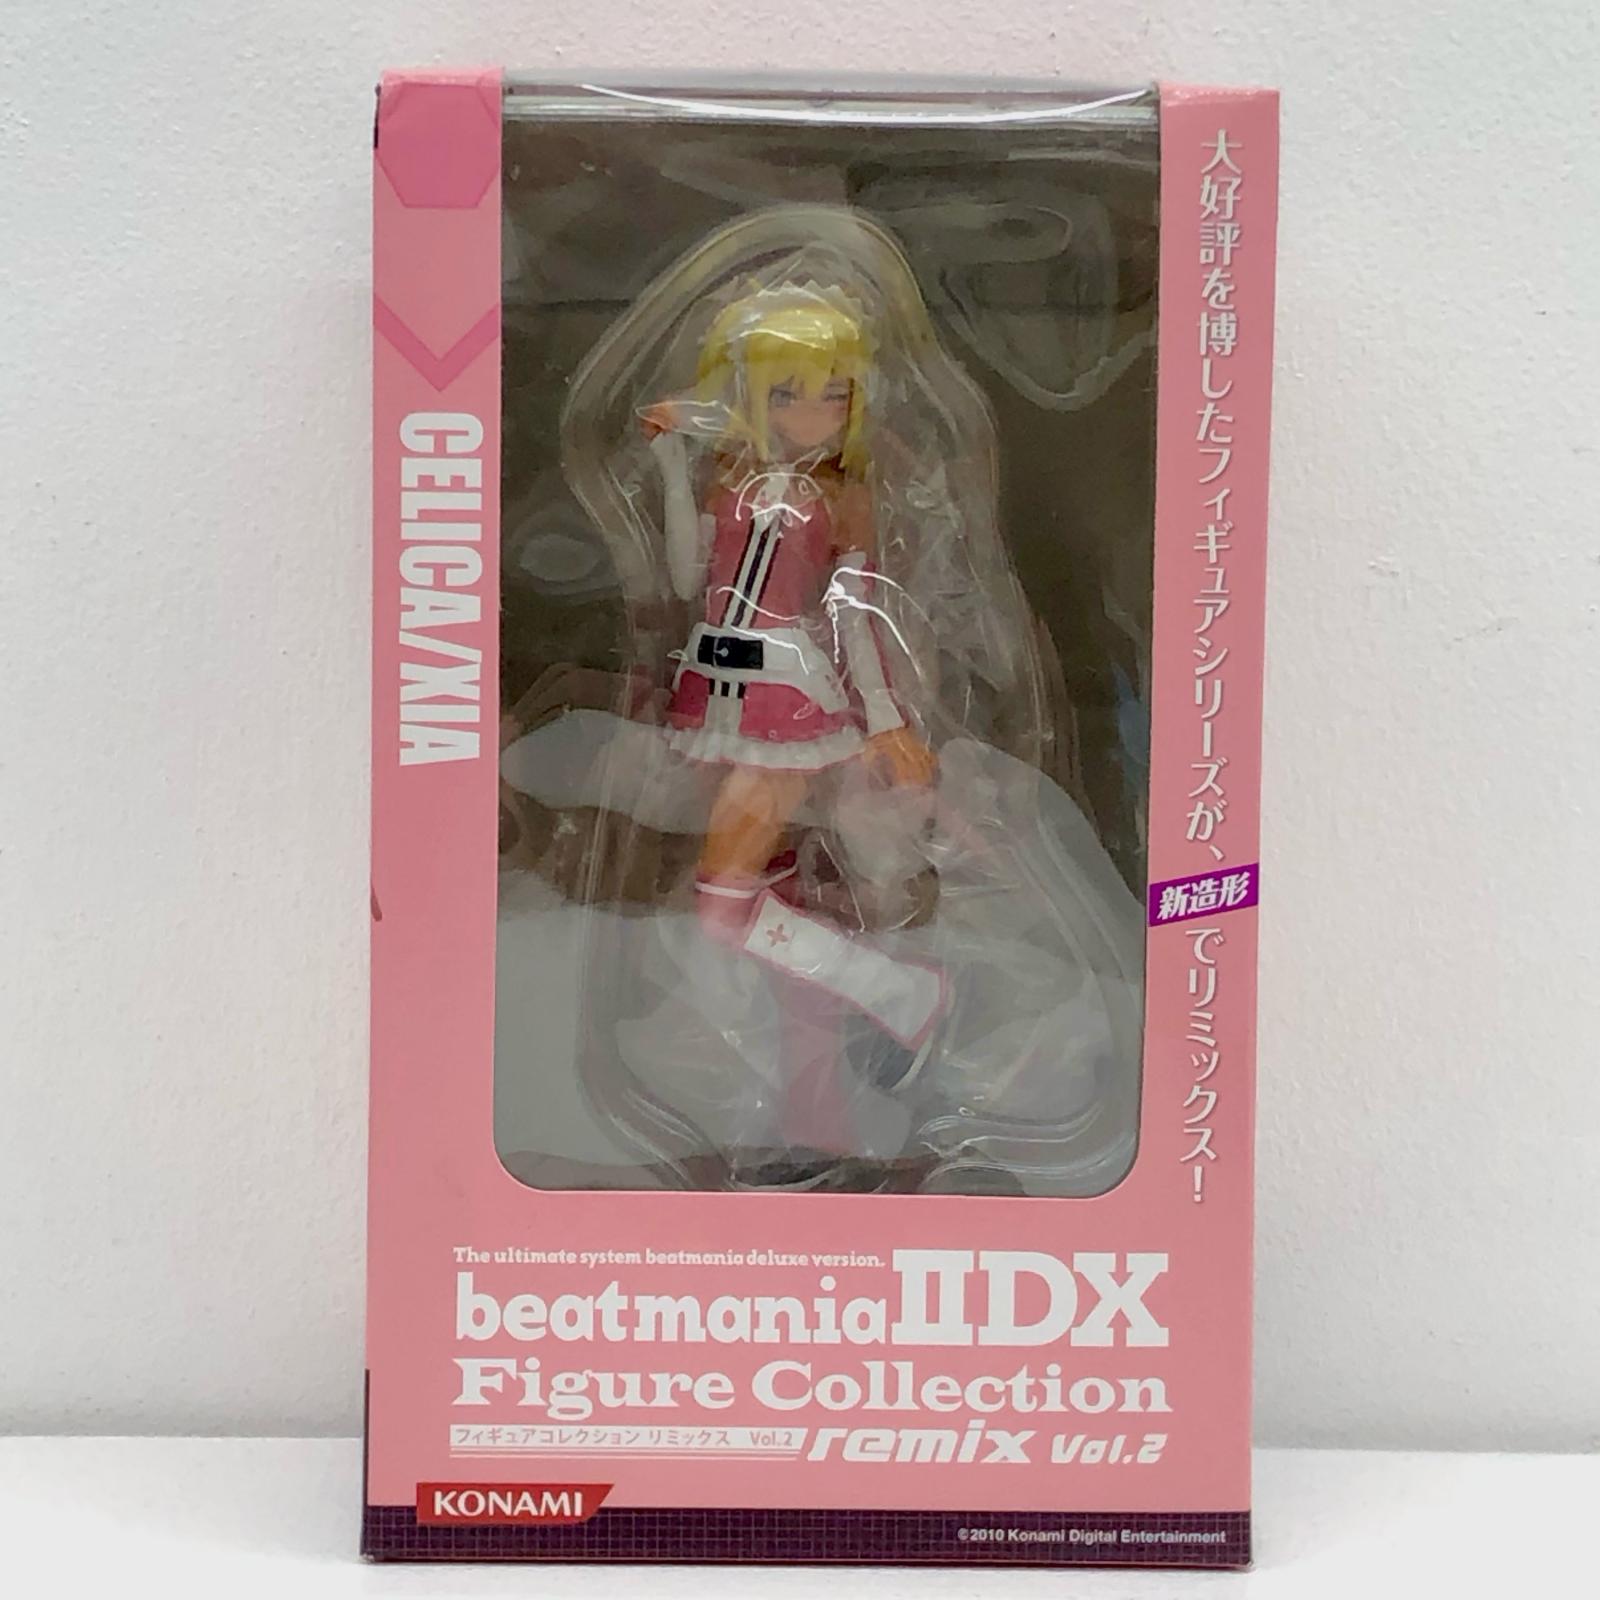 CELICA/XIA
大好評を博したフィギュアシリーズが、新造形でリミックス!
The ultimate system beatmania deluxe version.
beatmania IIDX
Figure Collection
フィギュアコレクション リミックス Vol.2 remix Vol.2
KONAMI
©2010 Konami Digital Entertainment